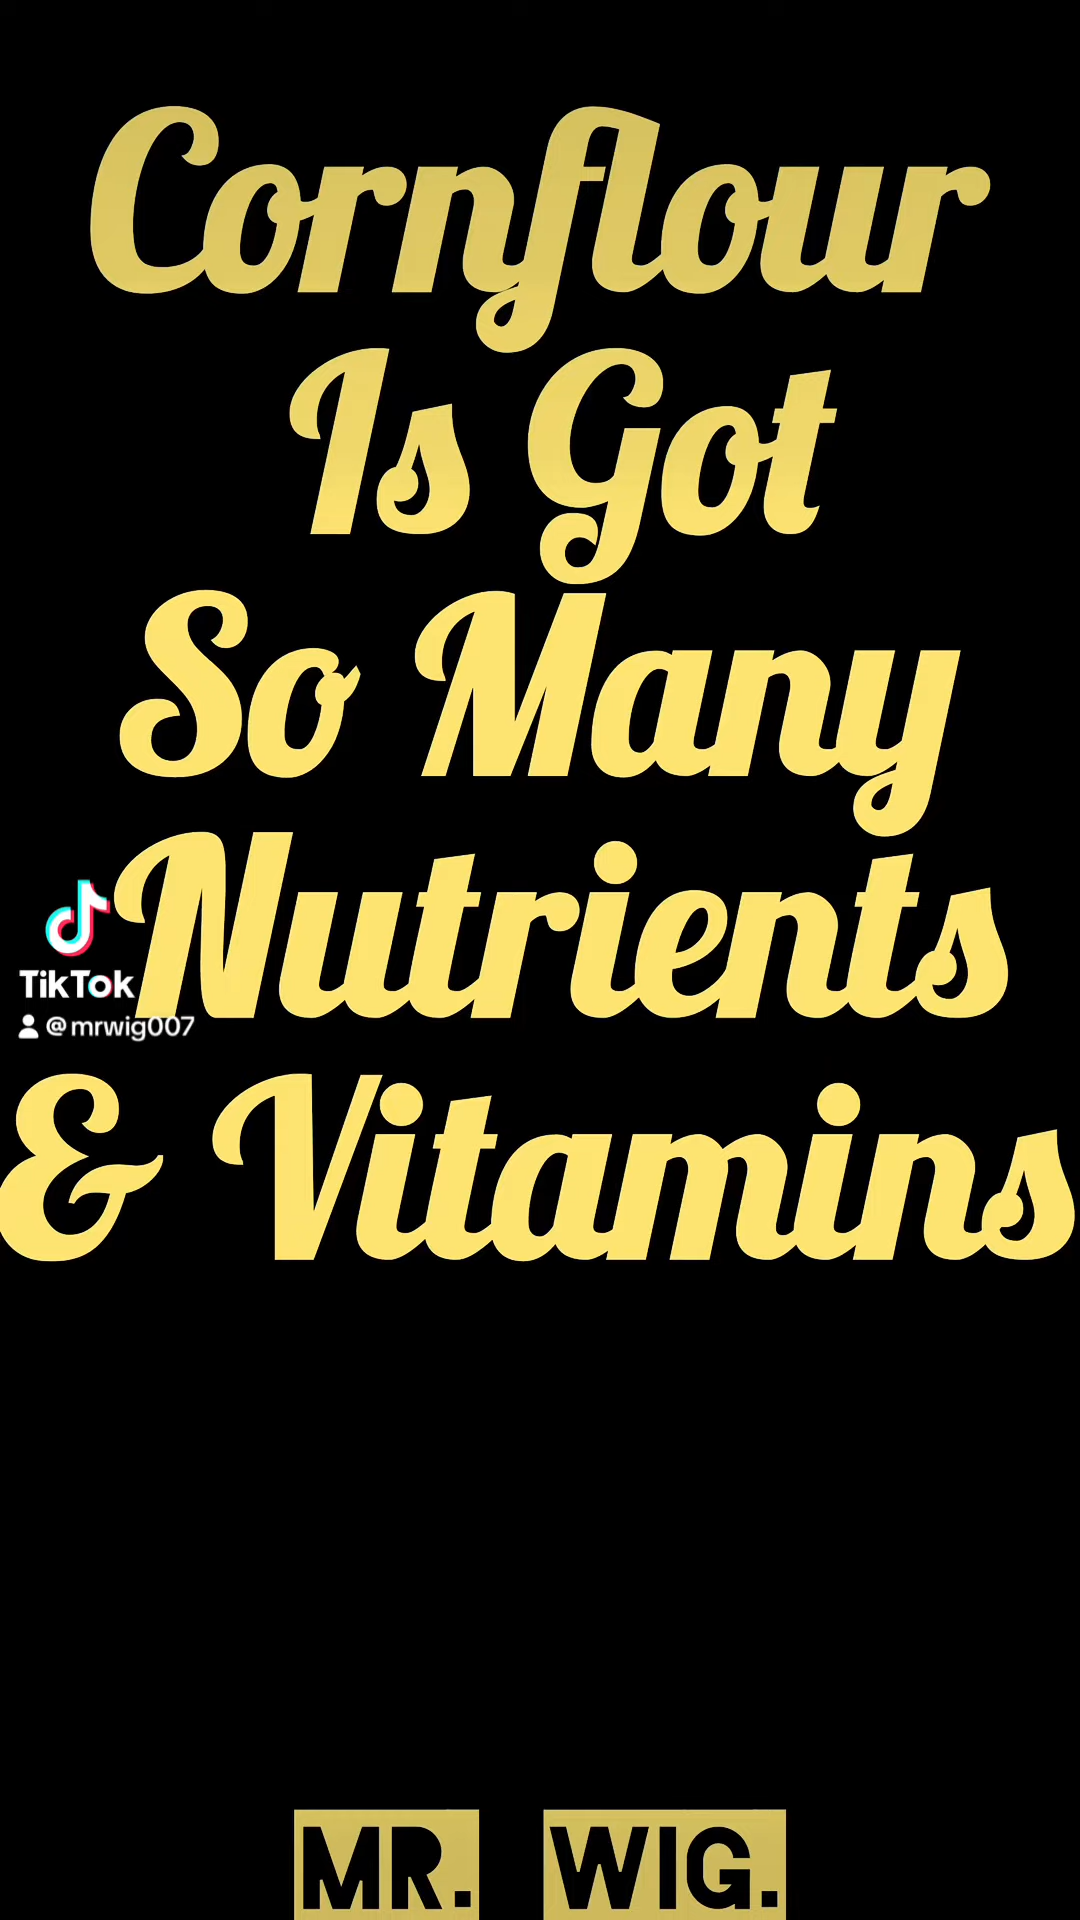 Cornflour
Is Got
So Many
Nutrients
& Vitamins
TikTok
@mrwig007
MR. WIG.